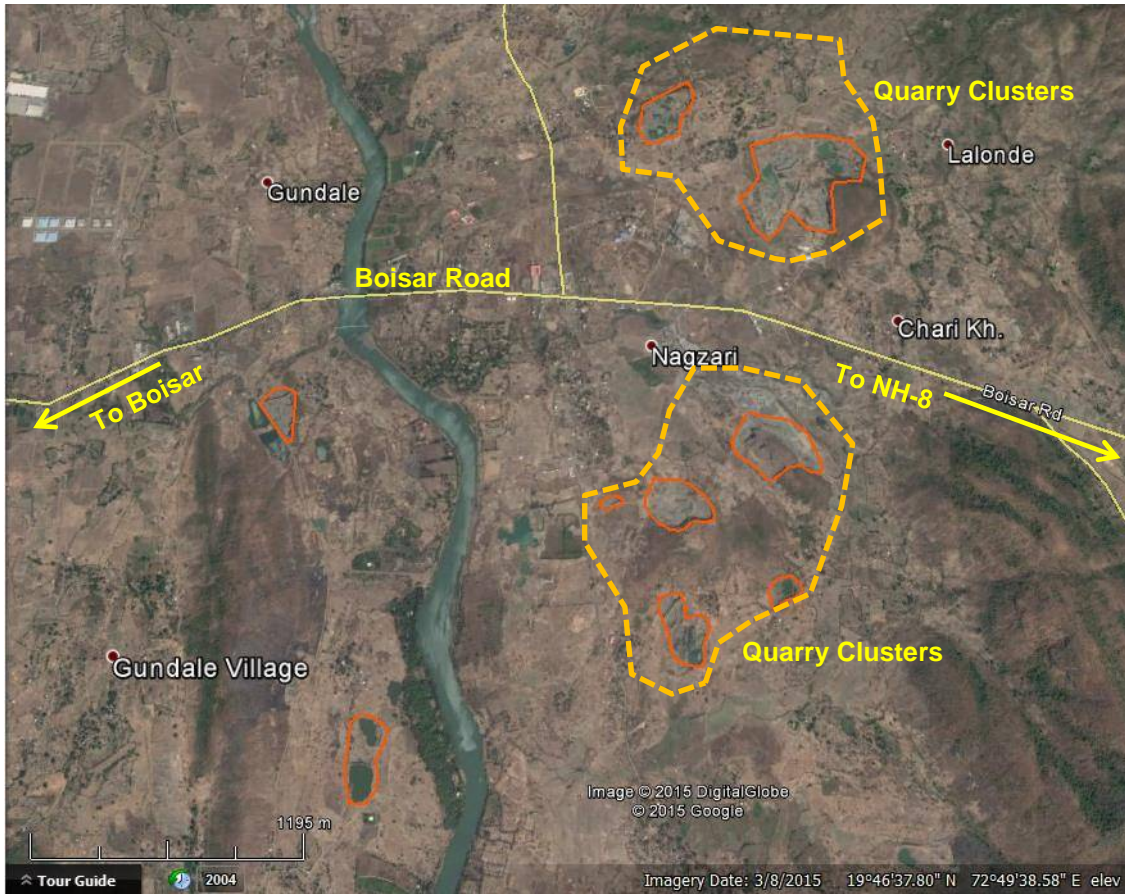 Quarry Clusters
Lalonde
Gundale
Boisar Road
Chari Kh.
Nagzari
To Boisar
To NH-8
Boisar Rd
Quarry Clusters
Gundale Village
Image © 2015 DigitalGlobe
© 2015 Google
1195 m
Tour Guide
2004
Imagery Date: 3/8/2015 19°46'37.80" N 72°49'38.58" E elev